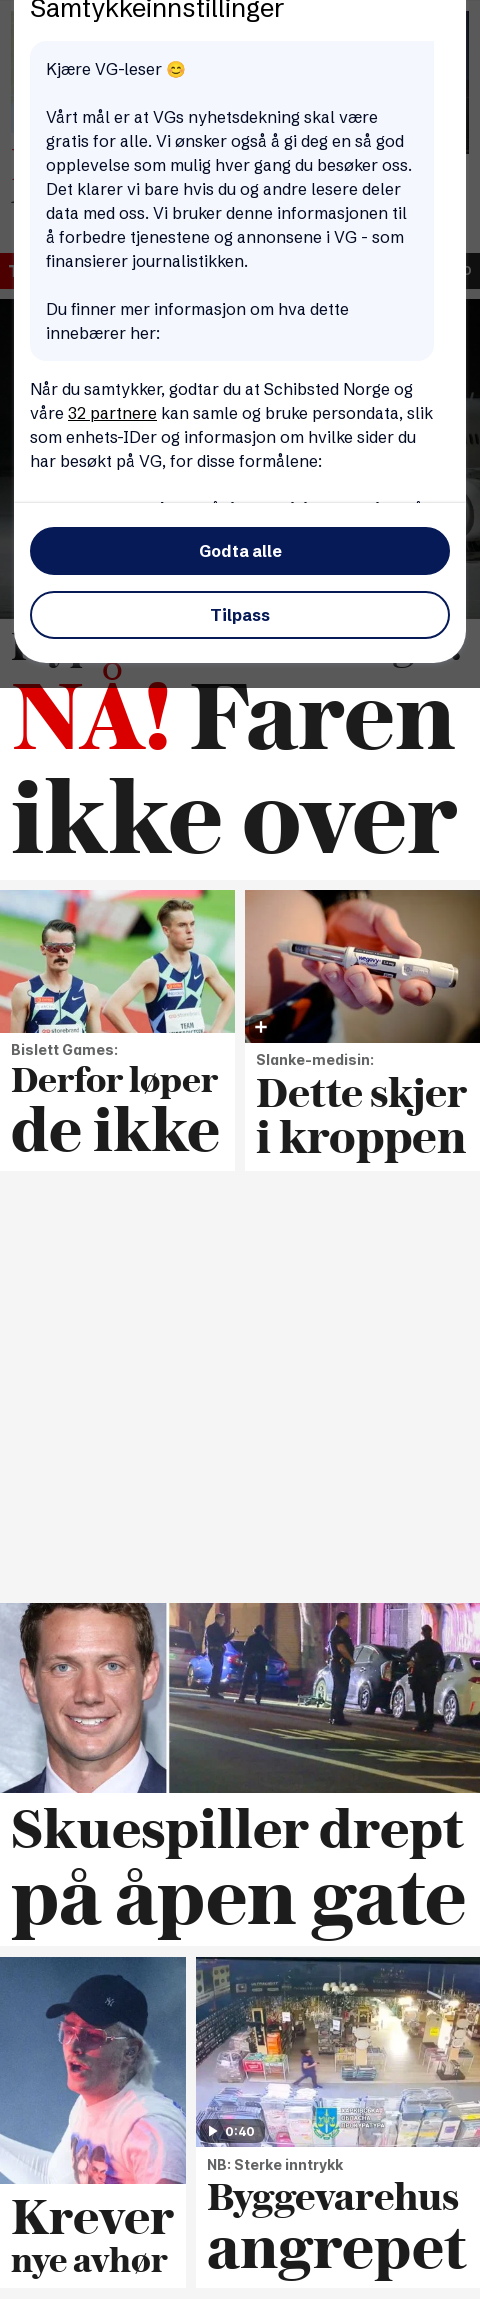 Samtykkeinnstillinger
Kjære VG-leser 😊
Vårt mål er at VGs nyhetsdekning skal være
gratis for alle. Vi ønsker også å gi deg en så god
opplevelse som mulig hver gang du besøker oss.
Det klarer vi bare hvis du og andre lesere deler
data med oss. Vi bruker denne informasjonen til
å forbedre tjenestene og annonsene i VG - som
finansierer journalistikken.
Du finner mer informasjon om hva dette
innebærer her:
Når du samtykker, godtar du at Schibsted Norge og
våre 32 partnere kan samle og bruke persondata, slik
som enhets-IDer og informasjon om hvilke sider du
har besøkt på VG, for disse formålene:
Godta alle
Tilpass
NÅ! Faren
ikke over
Bislett Games:
Derfor løper
de ikke
wegovy
Slanke-medisin:
Dette skjer
i kroppen
Skuespiller drept
på åpen gate
Krever
nye avhør
0:40
NB: Sterke inntrykk
Byggevarehus
angrepet